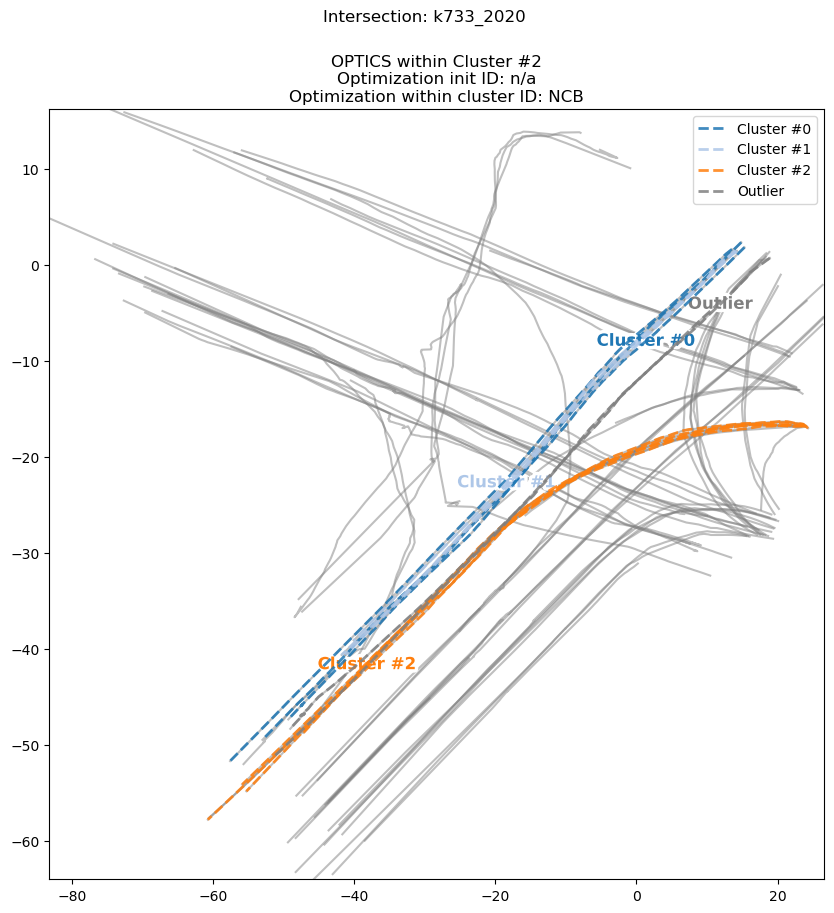 Intersection: k733_2020
OPTICS within Cluster #2
Optimization init ID: n/a
Optimization within cluster ID: NCB
Cluster #0
Cluster #1
Cluster #2
Outlier
Outlier
Cluster #0
Cluster #1
Cluster #2
10
0
−10
−20
−30
−40
−50
−60
−80
−60
−40
−20
0
20